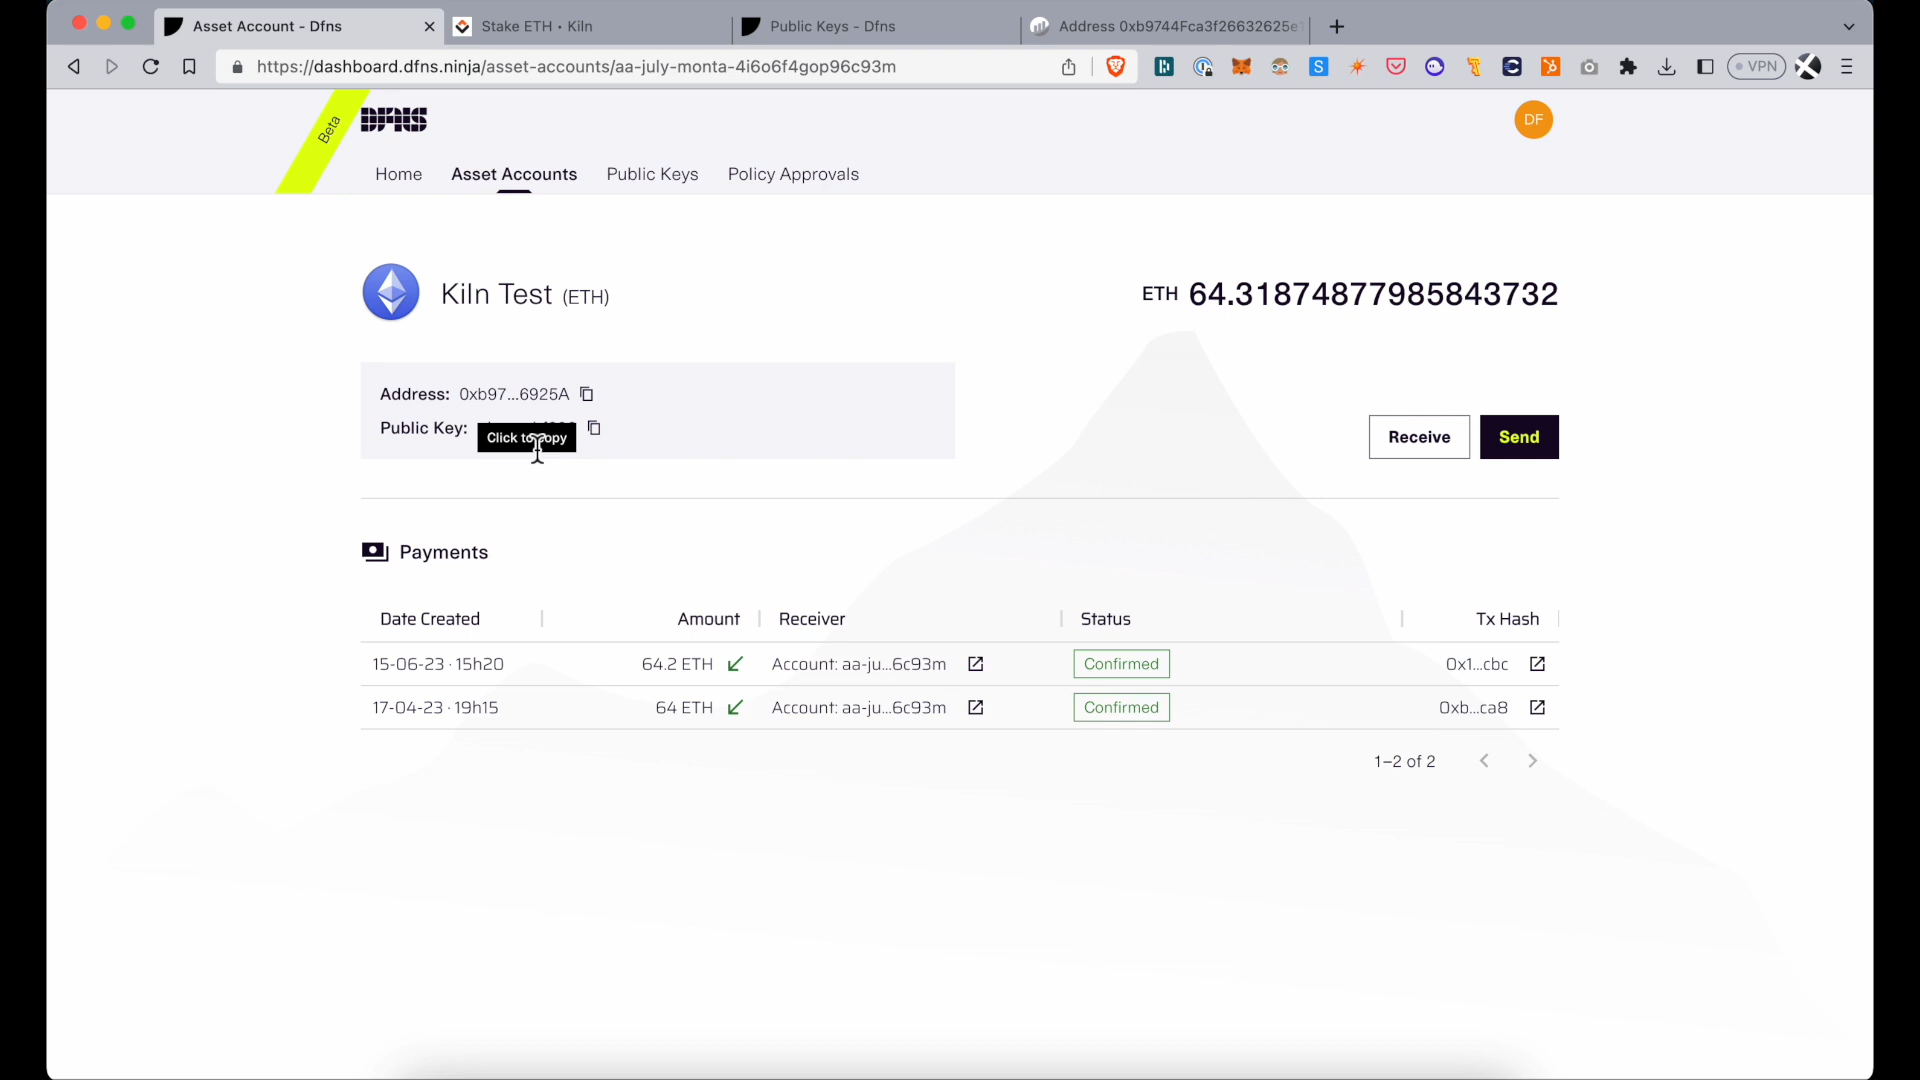 Asset Account - Dfns
Stake ETH • Kiln
Public Keys - Dfns
Address 0xb9744Fca3f26632625e
https://dashboard.dfns.ninja/asset-accounts/aa-july-monta-4i6o6f4gop96c93m
VPN
Beta
DFNS
DF
Home
Asset Accounts
Public Keys
Policy Approvals
Kiln Test (ETH)
ETH 64.31874877985843732
Address: 0xb97...6925A
Public Key:
Click to copy
Receive
Send
Payments
Date Created
Amount
Receiver
Status
Tx Hash
15-06-23 · 15h20
64.2 ETH
Account: aa-ju...6c93m
Confirmed
0x1...cbc
17-04-23 · 19h15
64 ETH
Account: aa-ju...6c93m
Confirmed
0xb...ca8
1–2 of 2